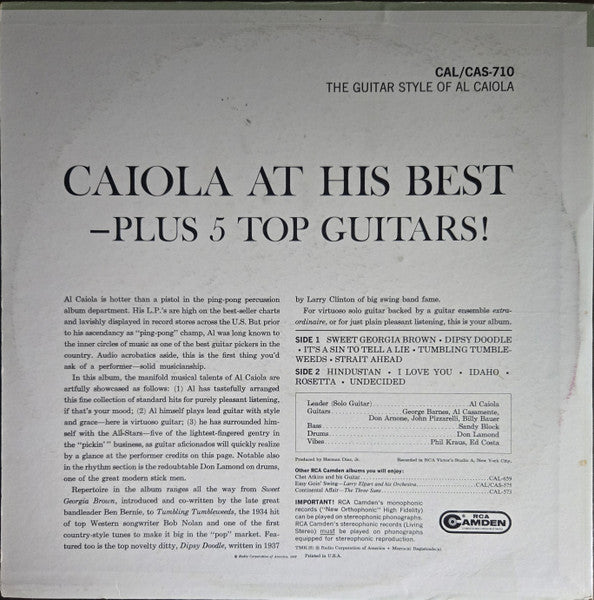 CAL/CAS-710
THE GUITAR STYLE OF AL CAIOLA
CAIOLA AT HIS BEST
–PLUS 5 TOP GUITARS!
Al Caiola is hotter than a pistol in the ping-pong percussion
album department. His L.P.'s are high on the best-seller charts
and lavishly displayed in record stores across the U.S. But prior
to his ascendancy as "ping-pong" champ, Al was long known to
the inner circles of music as one of the best guitar pickers in the
country. Audio acrobatics aside, this is the first thing you'd
ask of a performer—solid musicianship.
In this album, the manifold musical talents of Al Caiola are
artfully showcased as follows: (1) Al has tastefully arranged
this fine collection of standard hits for purely pleasant listening,
if that's your mood; (2) Al himself plays lead guitar with style
and grace—here is virtuoso guitar; (3) he has surrounded him-
self with the All-Stars—five of the lightest-fingered gentry in
the "pickin'" business, as guitar aficionados will quickly realize
by a glance at the performer credits on this page. Notable also
in the rhythm section is the redoubtable Don Lamond on drums,
one of the great modern stick men.
Repertoire in the album ranges all the way from Sweet
Georgia Brown, introduced and co-written by the late great
bandleader Ben Bernie, to Tumbling Tumbleweeds, the 1934 hit
of top Western songwriter Bob Nolan and one of the first
country-style tunes to make it big in the "pop" market. Fea-
tured too is the top novelty ditty, Dipsy Doodle, written in 1937
by Larry Clinton of big swing band fame.
For virtuoso solo guitar backed by a guitar ensemble extra-
ordinaire, or for just plain pleasant listening, this is your album.
SIDE 1 SWEET GEORGIA BROWN • DIPSY DOODLE
• IT'S A SIN TO TELL A LIE • TUMBLING TUMBLE-
WEEDS • STRAIT AHEAD
SIDE 2 HINDUSTAN • I LOVE YOU • IDAHO •
ROSETTA • UNDECIDED
Leader (Solo Guitar) Al Caiola
Guitars George Barnes, Al Casamente,
Don Arnone, John Pizzarelli, Billy Bauer
Bass Sandy Block
Drums Don Lamond
Vibes Phil Kraus, Ed Costa
Produced by Herman Diaz, Jr. Recorded in RCA Victor's Studio A, New York City.
Other RCA Camden albums you will enjoy:
Chet Atkins and his Guitar CAL-659
Easy Goin' Swing—Larry Elgart and his Orchestra CAL/CAS-575
Continental Affair—The Three Suns CAL-573
IMPORTANT! RCA Camden's monophonic
records ("New Orthophonic" High Fidelity)
can be played on stereophonic phonographs.
RCA Camden's stereophonic records (Living
Stereo) must be played on phonographs
equipped for stereophonic reproduction.
TMK(S) ® Radio Corporation of America • Marca(s) Registrada(s)
RCA
CAMDEN
© Radio Corporation of America, 1962 Printed in U.S.A.